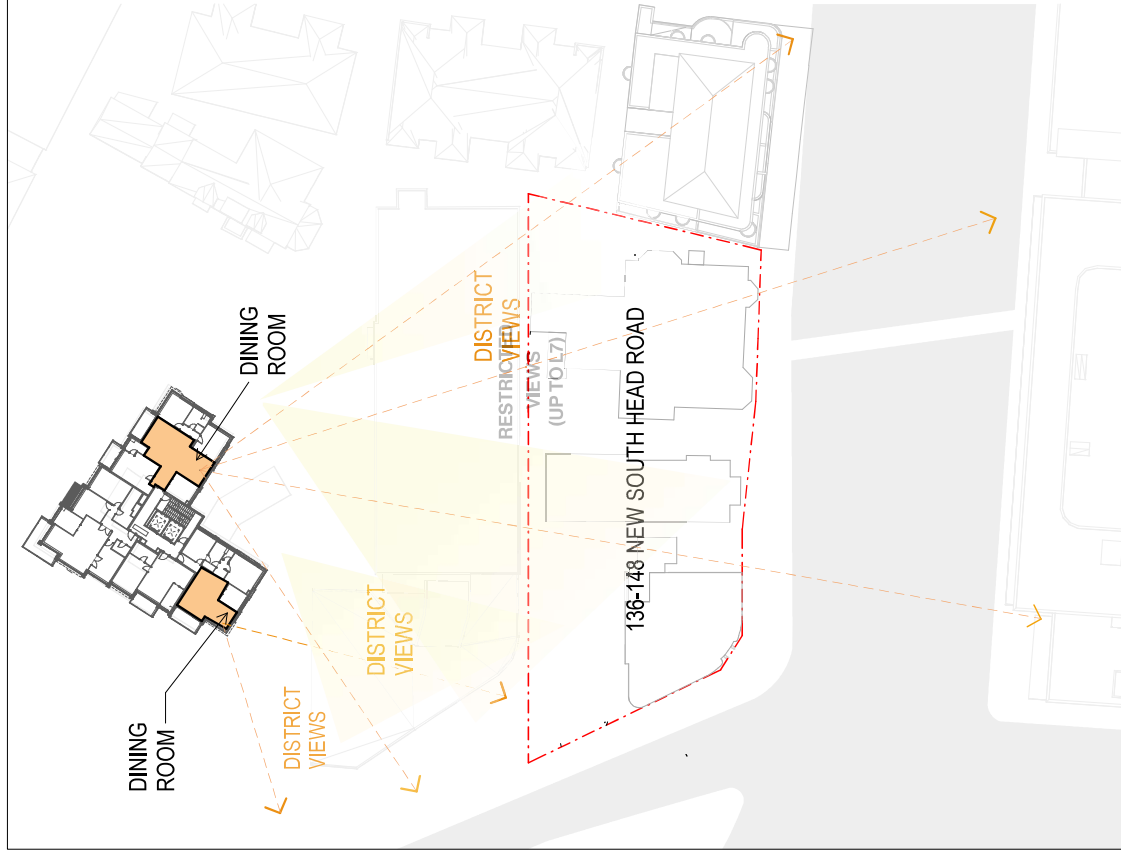 DINING
ROOM
DISTRICT
VIEWS
RESTRICTED
VIEWS
(UP TO L7)
136-148 NEW SOUTH HEAD ROAD
DISTRICT
VIEWS
DISTRICT
VIEWS
DINING
ROOM